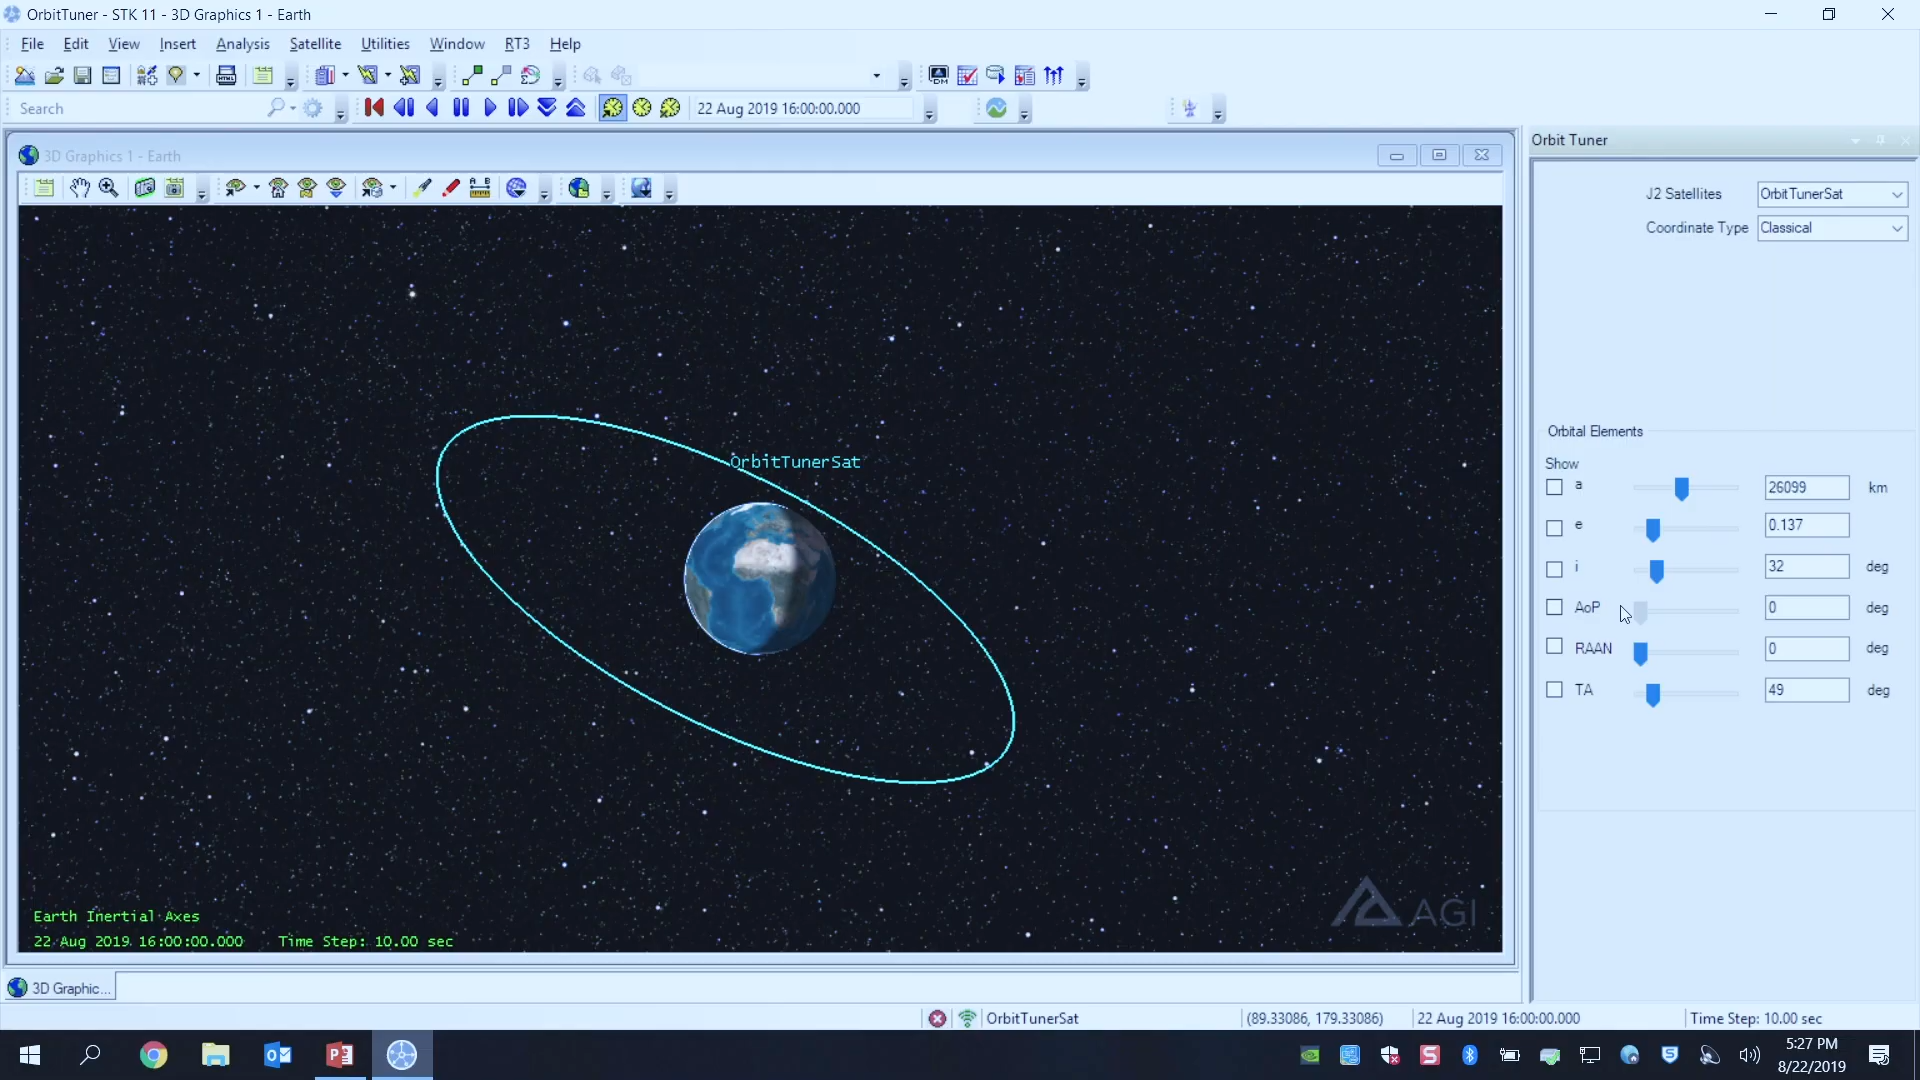 OrbitTuner - STK 11 - 3D Graphics 1 - Earth
File Edit View Insert Analysis Satellite Utilities Window RT3 Help
Search 22 Aug 2019 16:00:00.000
3D Graphics 1 - Earth
Orbit Tuner
J2 Satellites OrbitTunerSat
Coordinate Type Classical
OrbitTunerSat
Orbital Elements
Show
a 26099 km
e 0.137
i 32 deg
AoP 0 deg
RAAN 0 deg
TA 49 deg
Earth Inertial Axes
22 Aug 2019 16:00:00.000 Time Step: 10.00 sec
AGI
3D Graphic...
OrbitTunerSat (89.33086, 179.33086) 22 Aug 2019 16:00:00.000 Time Step: 10.00 sec
5:27 PM
8/22/2019